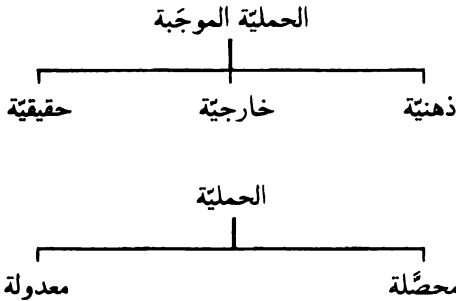 الحمليّة الموجَبة
ذهنيّة خارجيّة حقيقيّة
الحمليّة
محصَّلة معدولة